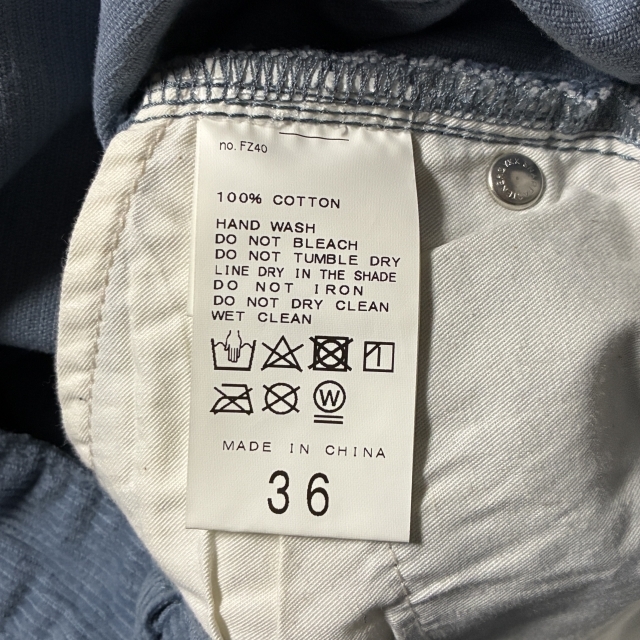 no. FZ40
100% COTTON
HAND WASH
DO NOT BLEACH
DO NOT TUMBLE DRY
LINE DRY IN THE SHADE
DO NOT IRON
DO NOT DRY CLEAN
WET CLEAN
W
MADE IN CHINA
36